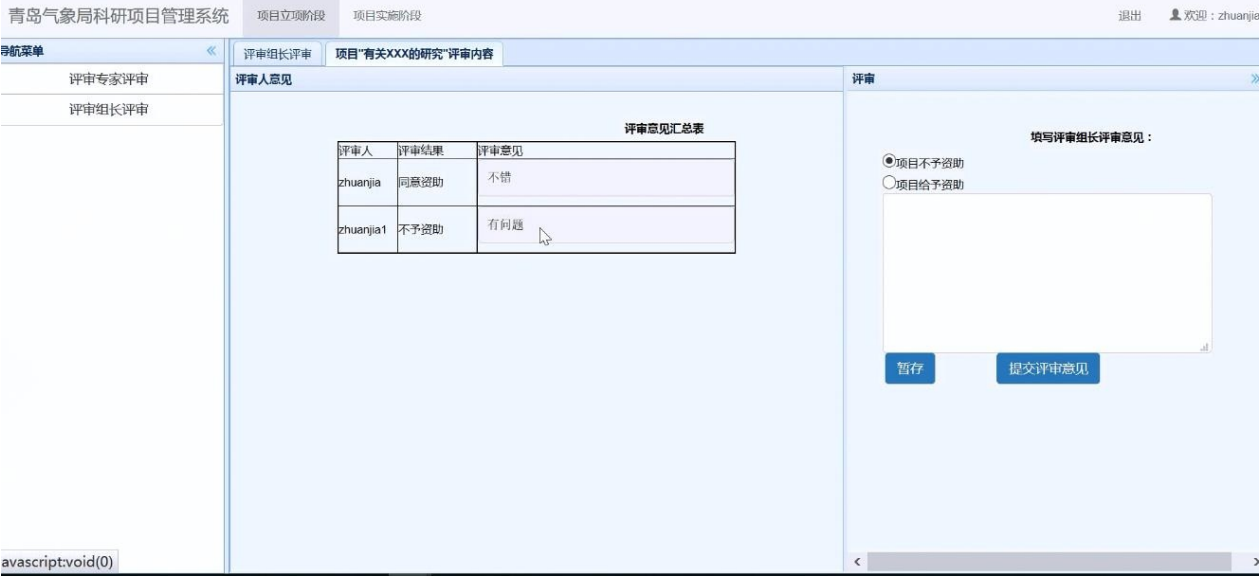 青岛气象局科研项目管理系统 项目立项阶段 项目实施阶段 退出 欢迎：zhuanjia
导航菜单 评审组长评审 项目"有关XXX的研究"评审内容
评审专家评审
评审组长评审
评审人意见
评审意见汇总表
评审人 评审结果 评审意见
zhuanjia 同意资助 不错
zhuanjia1 不予资助 有问题
评审
填写评审组长评审意见：
项目不予资助
项目给予资助
暂存 提交评审意见
avascript:void(0)